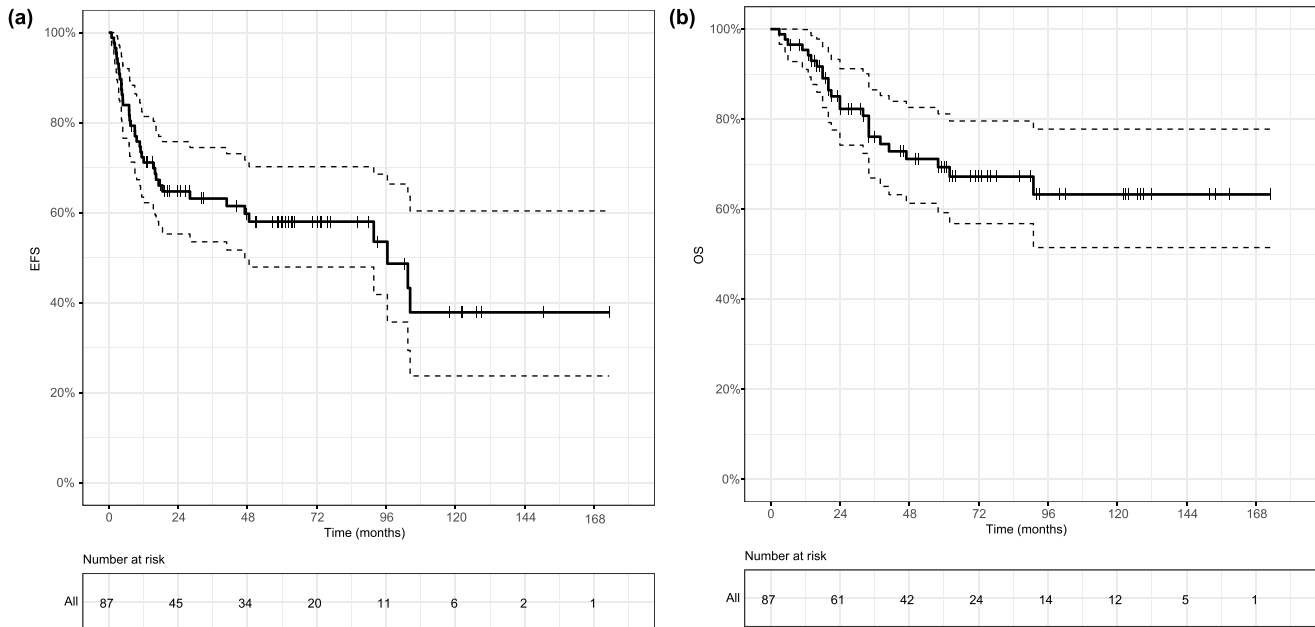 (a)
100%
80%
60%
40%
20%
0%
EFS
0 24 48 72 96 120 144 168
Time (months)
Number at risk
All 87 45 34 20 11 6 2 1
(b)
100%
80%
60%
40%
20%
0%
OS
0 24 48 72 96 120 144 168
Time (months)
Number at risk
All 87 61 42 24 14 12 5 1